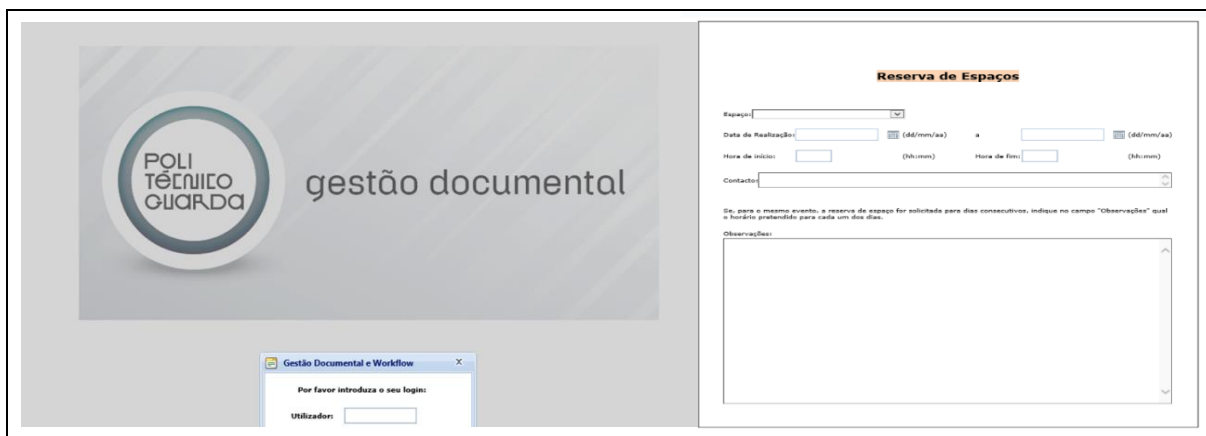 POLI
TÉCNICO
GUARDA
gestão documental
Gestão Documental e Workflow X
Por favor introduza o seu login:
Utilizador:
Reserva de Espaços
Espaço:
Data de Realização: (dd/mm/aa) a (dd/mm/aa)
Hora de início: (hh:mm) Hora de fim: (hh:mm)
Contacto:
Se, para o mesmo evento, a reserva de espaço for solicitada para dias consecutivos, indique no campo "Observações" qual
o horário pretendido para cada um dos dias.
Observações: